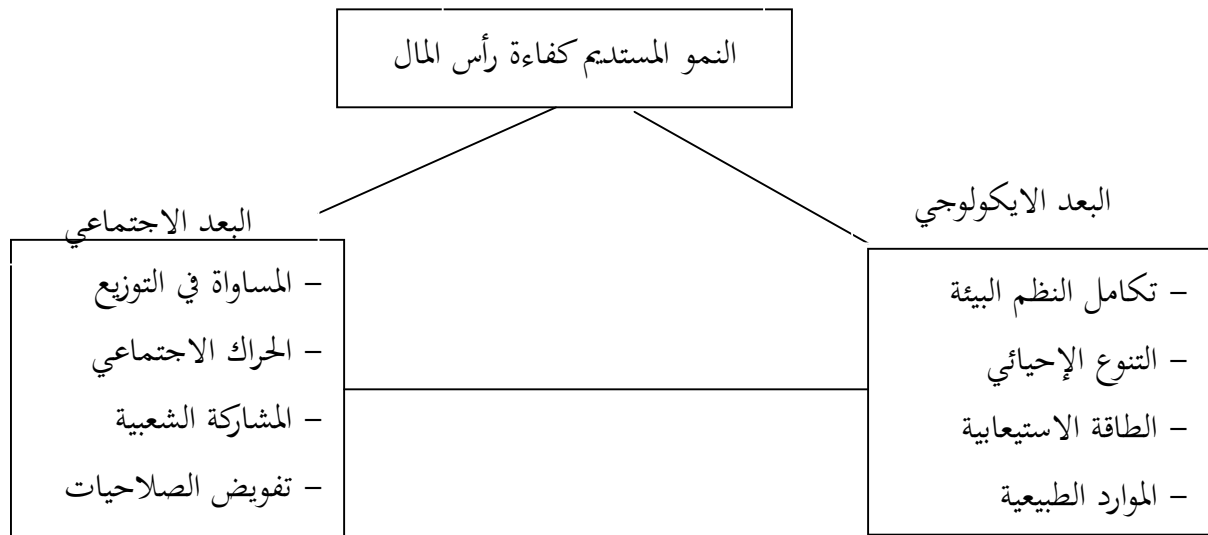 النمو المستديم كفاءة رأس المال
البعد الايكولوجي
– تكامل النظم البيئة
– التنوع الإحيائي
– الطاقة الاستيعابية
– الموارد الطبيعية
البعد الاجتماعي
– المساواة في التوزيع
– الحراك الاجتماعي
– المشاركة الشعبية
– تفويض الصلاحيات